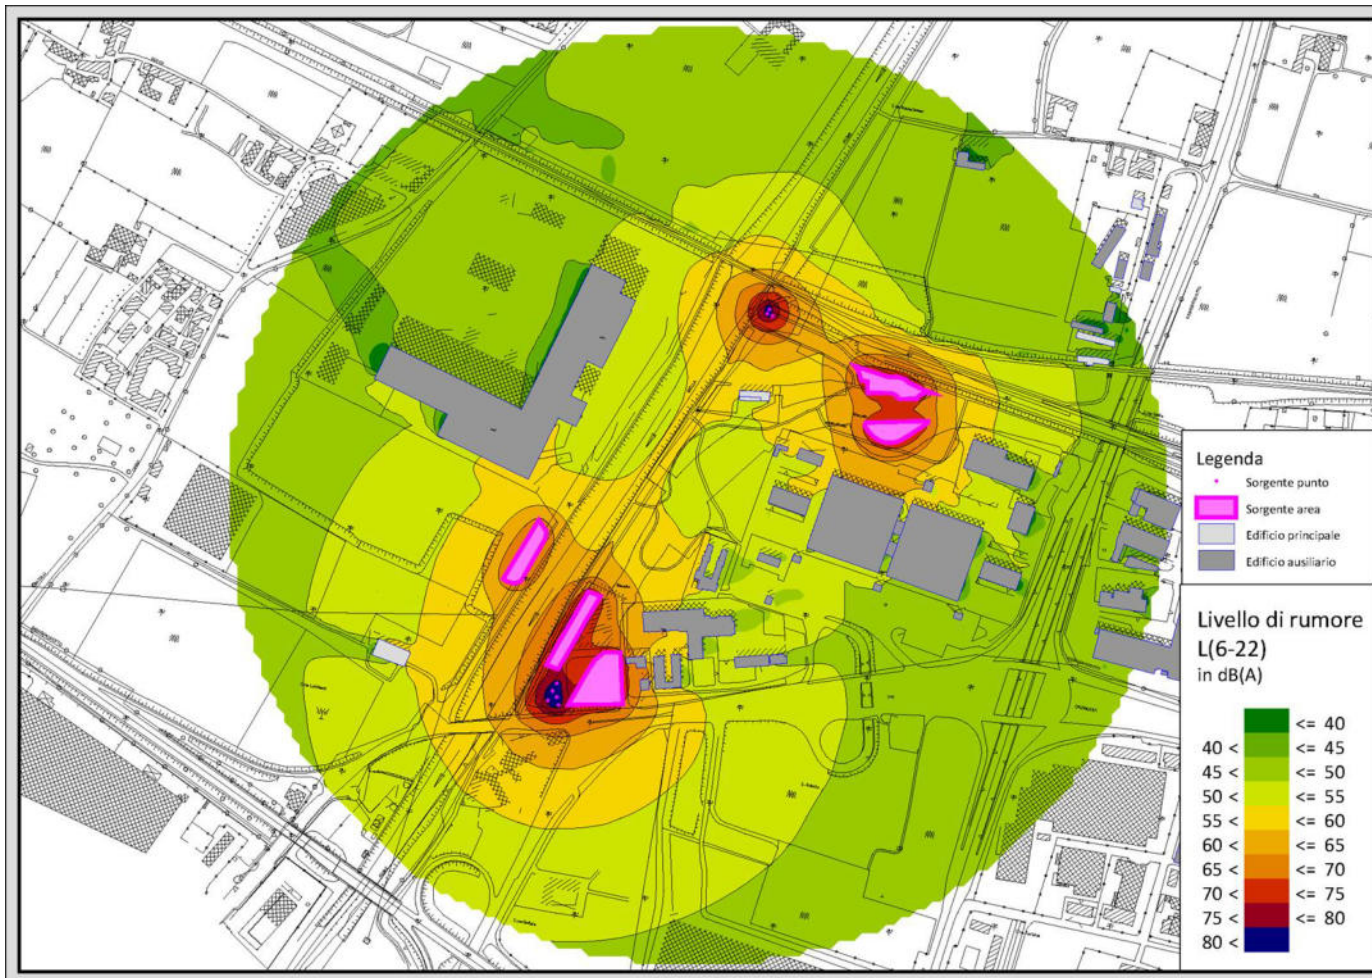 Legenda
Sorgente punto
Sorgente area
Edificio principale
Edificio ausiliario
Livello di rumore
L(6-22)
in dB(A)
<= 40
40 < <= 45
45 < <= 50
50 < <= 55
55 < <= 60
60 < <= 65
65 < <= 70
70 < <= 75
75 < <= 80
80 <